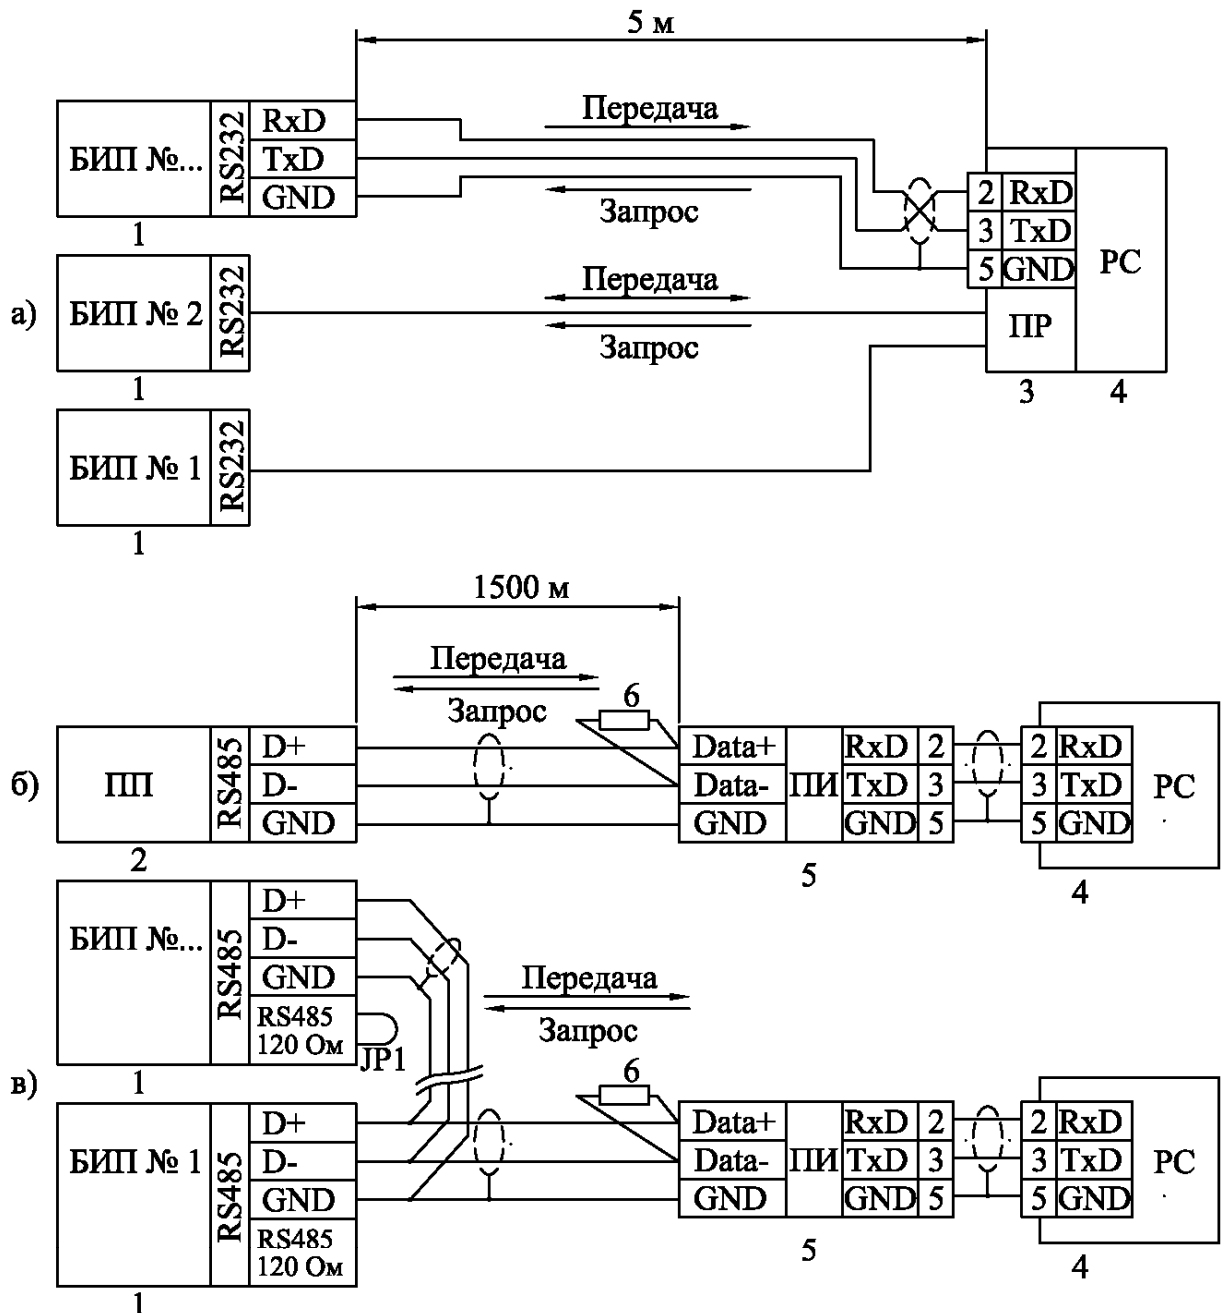 5 м
БИП №...
RS232
RxD
TxD
GND
1
Передача
Запрос
2 RxD
3 TxD
5 GND
PC
ПР
3
4
а)
БИП № 2
RS232
1
Передача
Запрос
БИП № 1
RS232
1
1500 м
Передача
Запрос
6
б)
ПП
RS485
D+
D-
GND
2
Data+
Data-
GND
ПИ
RxD 2
TxD 3
GND 5
5
2 RxD
3 TxD
5 GND
PC
4
в)
БИП №...
RS485
D+
D-
GND
RS485
120 Ом
JP1
1
Передача
Запрос
6
БИП № 1
RS485
D+
D-
GND
RS485
120 Ом
1
Data+
Data-
GND
ПИ
RxD 2
TxD 3
GND 5
5
2 RxD
3 TxD
5 GND
PC
4